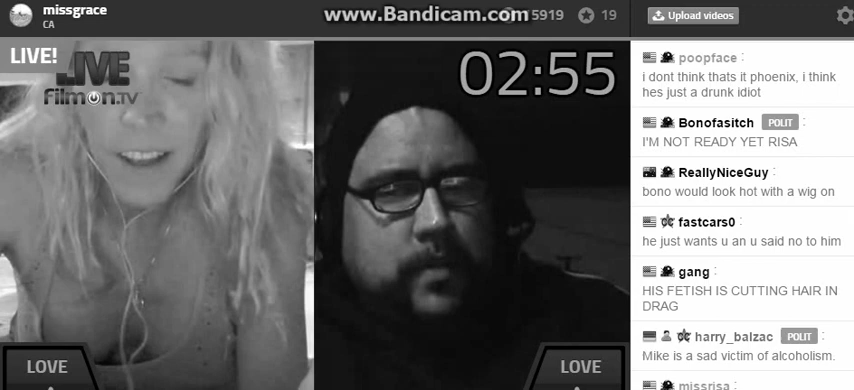 missgrace
CA
www.Bandicam.com
15919
19
Upload videos
LIVE!
LIVE
filmon.tv
02:55
LOVE
LOVE
poopface :
i dont think thats it phoenix, i think
hes just a drunk idiot
Bonofasitch POLIT :
I'M NOT READY YET RISA
ReallyNiceGuy :
bono would look hot with a wig on
fastcars0 :
he just wants u an u said no to him
gang :
HIS FETISH IS CUTTING HAIR IN
DRAG
harry_balzac POLIT :
Mike is a sad victim of alcoholism.
missrisa :